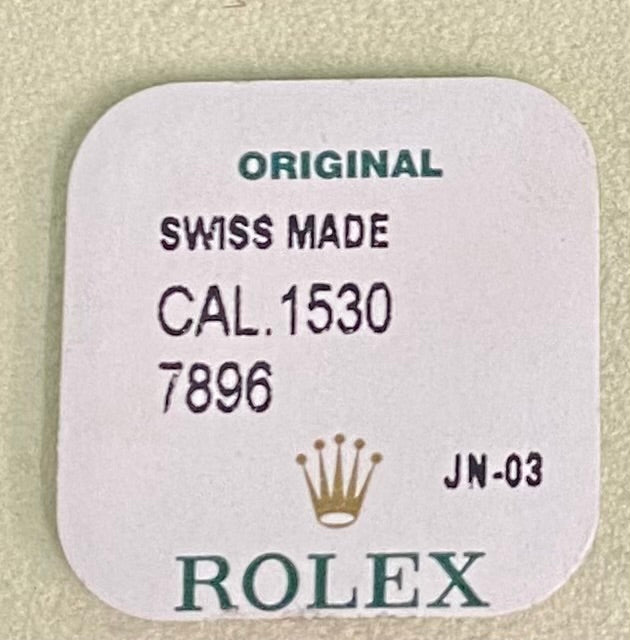 ORIGINAL
SWISS MADE
CAL.1530
7896
JN-03
ROLEX